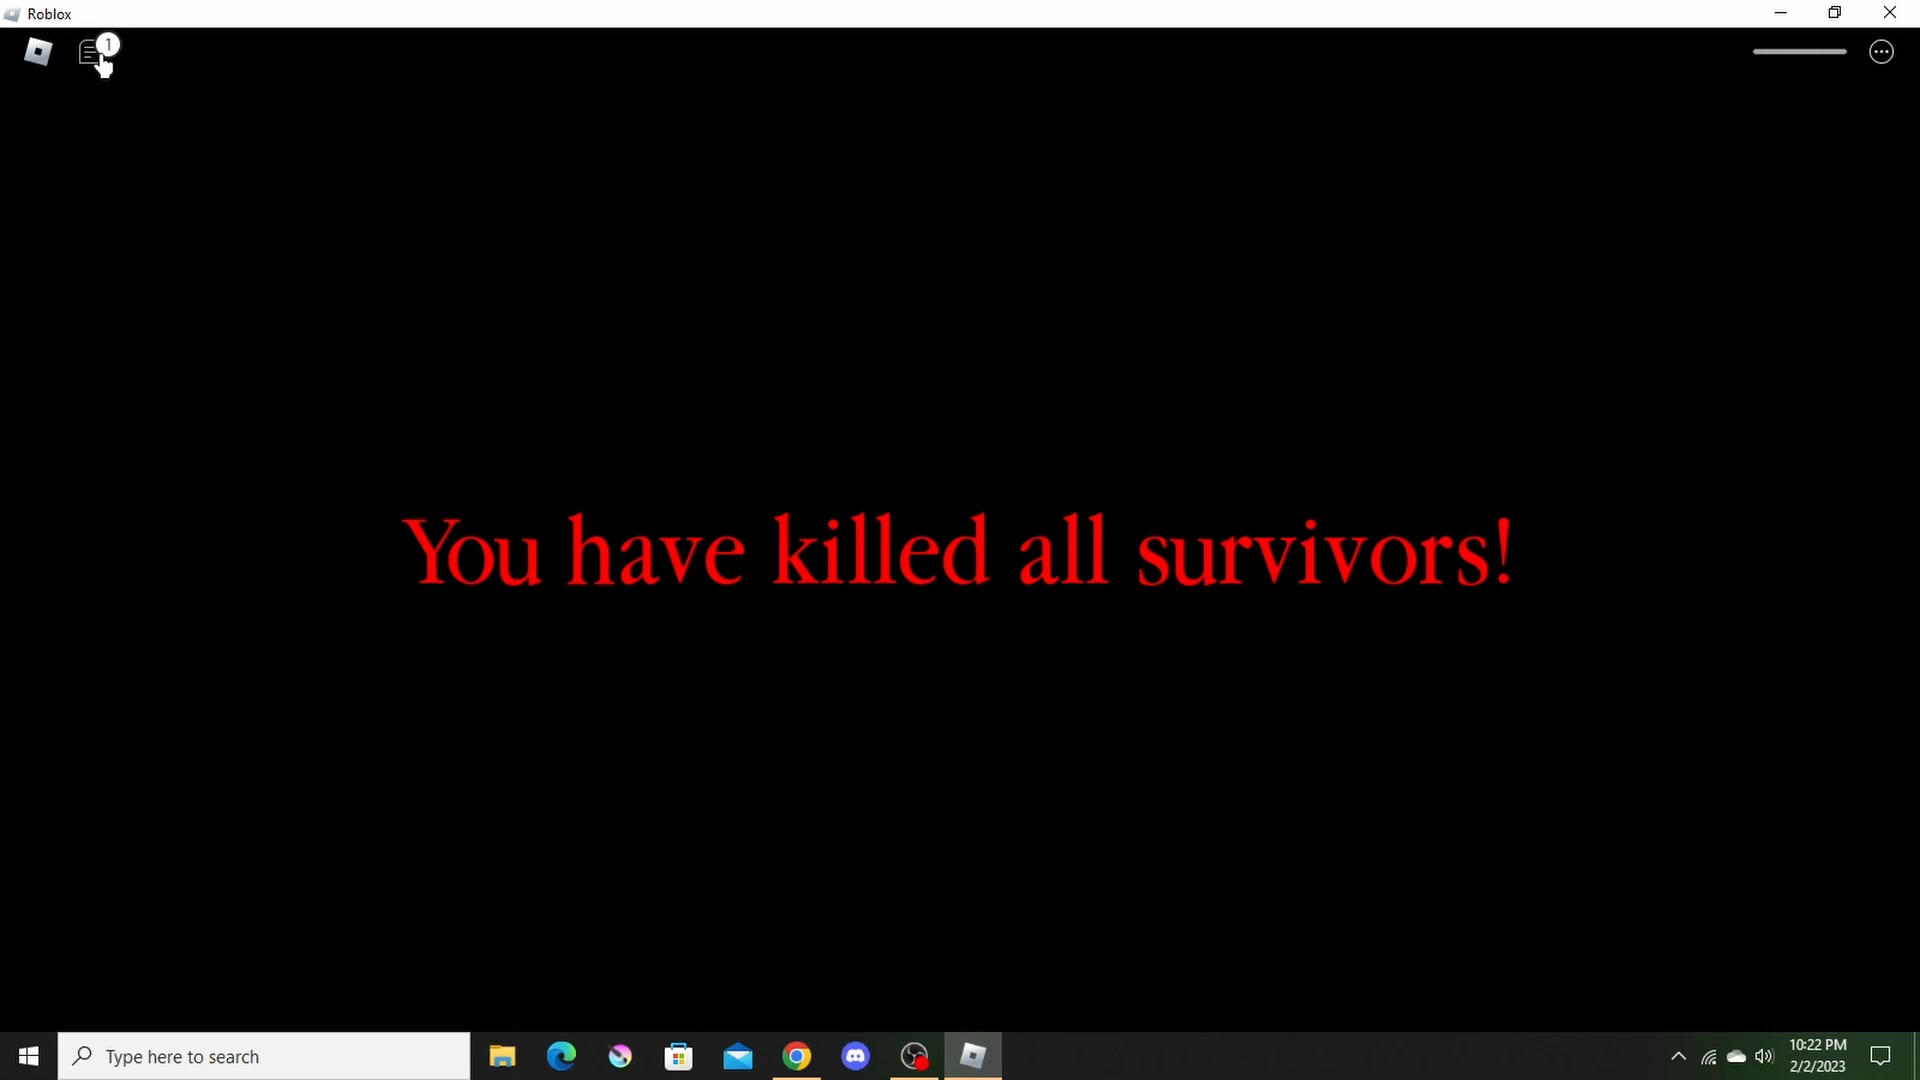 Roblox
1
You have killed all survivors!
Type here to search
10:22 PM
2/2/2023